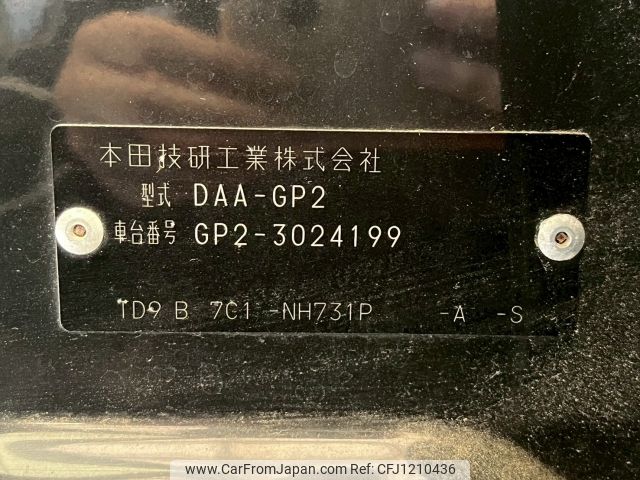 本田技研工業株式会社
型式 DAA-GP2
車台番号 GP2-3024199
TD9 B 7C1 -NH731P -A -S
www.CarFromJapan.com | CFJ1210436